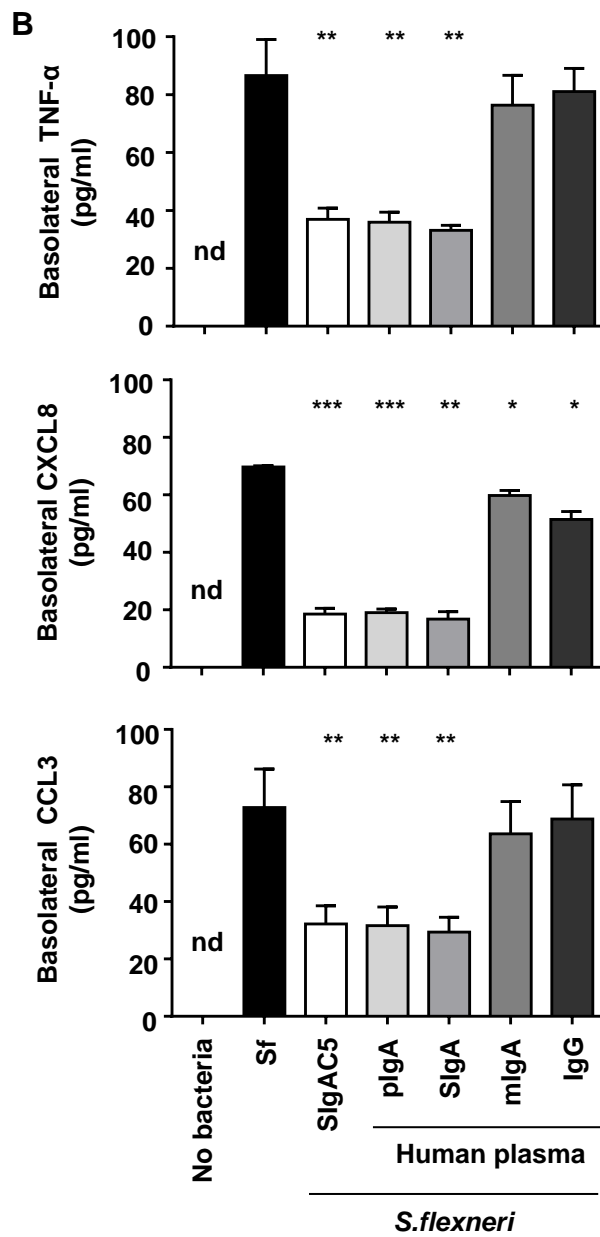 B
Basolateral TNF-α
(pg/ml)
100
80
60
40
20
0
nd
** ** **
Basolateral CXCL8
(pg/ml)
100
80
60
40
20
0
nd
*** *** ** * *
Basolateral CCL3
(pg/ml)
100
80
60
40
20
0
nd
** ** **
No bacteria
Sf
SIgAC5
pIgA
SIgA
mIgA
IgG
Human plasma
S.flexneri